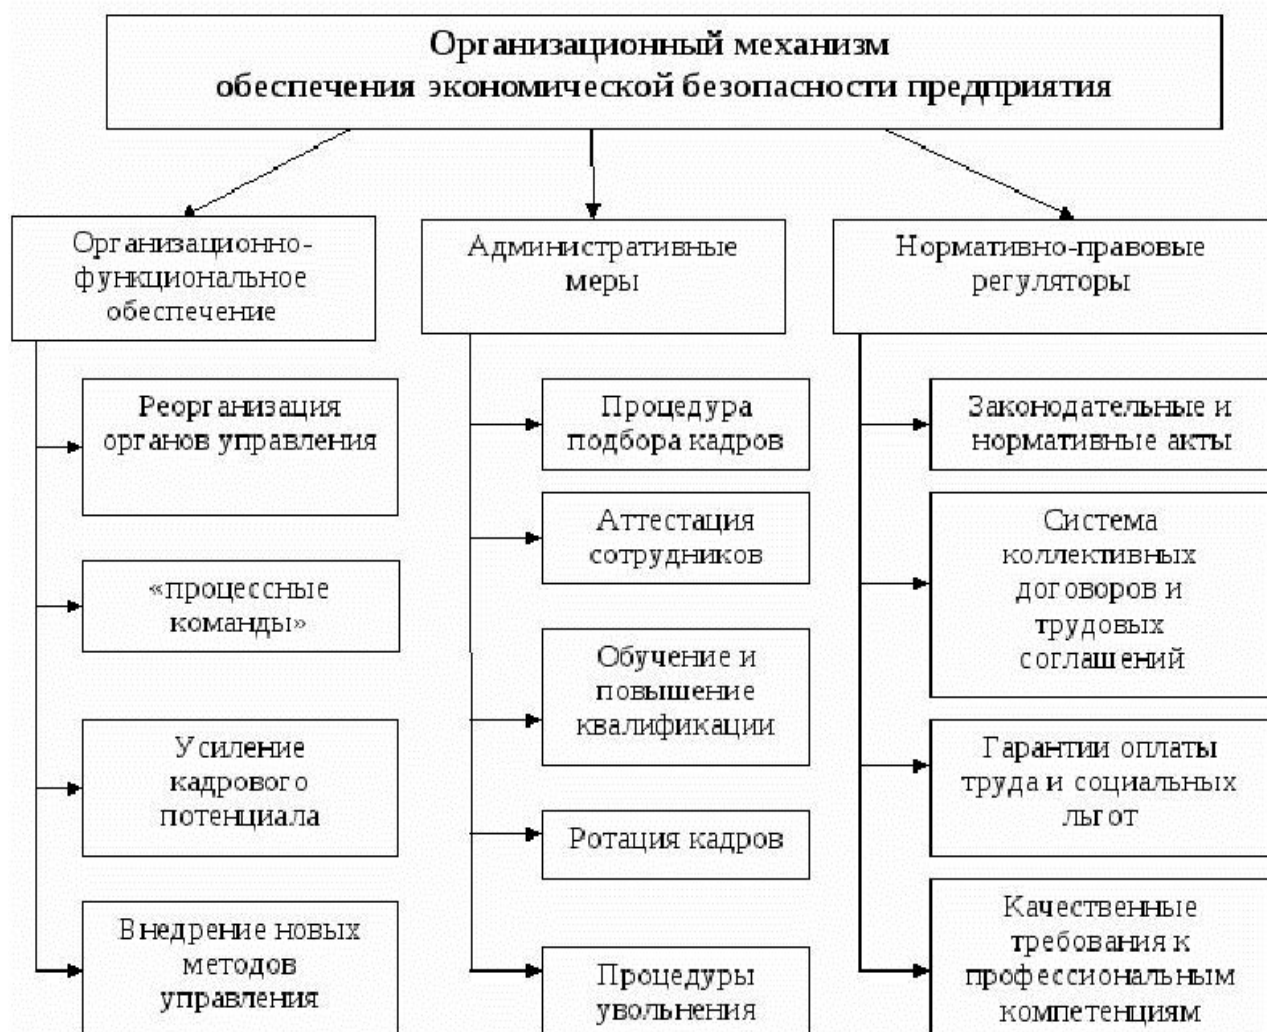 Организационный механизм
обеспечения экономической безопасности предприятия
Организационно-
функциональное
обеспечение
Реорганизация
органов управления
«процессные
команды»
Усиление
кадрового
потенциала
Внедрение новых
методов
управления
Административные
меры
Процедура
подбора кадров
Аттестация
сотрудников
Обучение и
повышение
квалификации
Ротация кадров
Процедуры
увольнения
Нормативно-правовые
регуляторы
Законодательные и
нормативные акты
Система
коллективных
договоров и
трудовых
соглашений
Гарантии оплаты
труда и социальных
льгот
Качественные
требования к
профессиональным
компетенциям